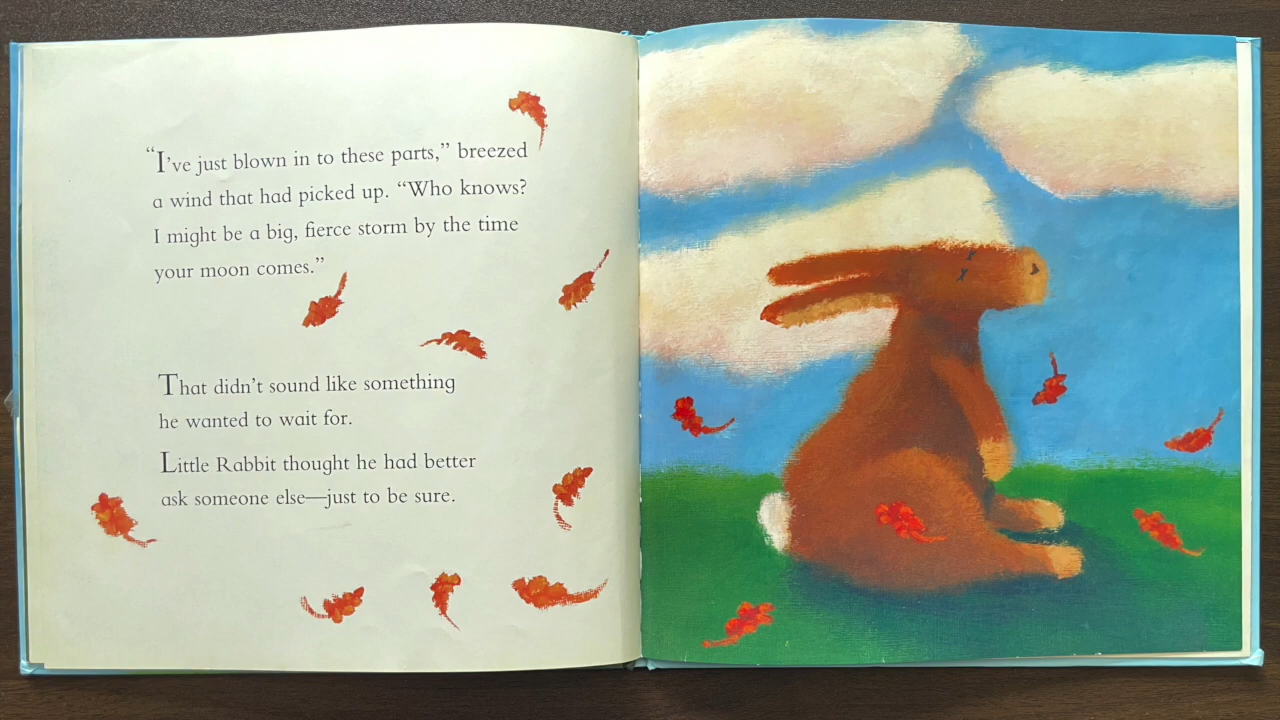 “I’ve just blown in to these parts,” breezed
a wind that had picked up. “Who knows?
I might be a big, fierce storm by the time
your moon comes.”
That didn’t sound like something
he wanted to wait for.
Little Rabbit thought he had better
ask someone else—just to be sure.